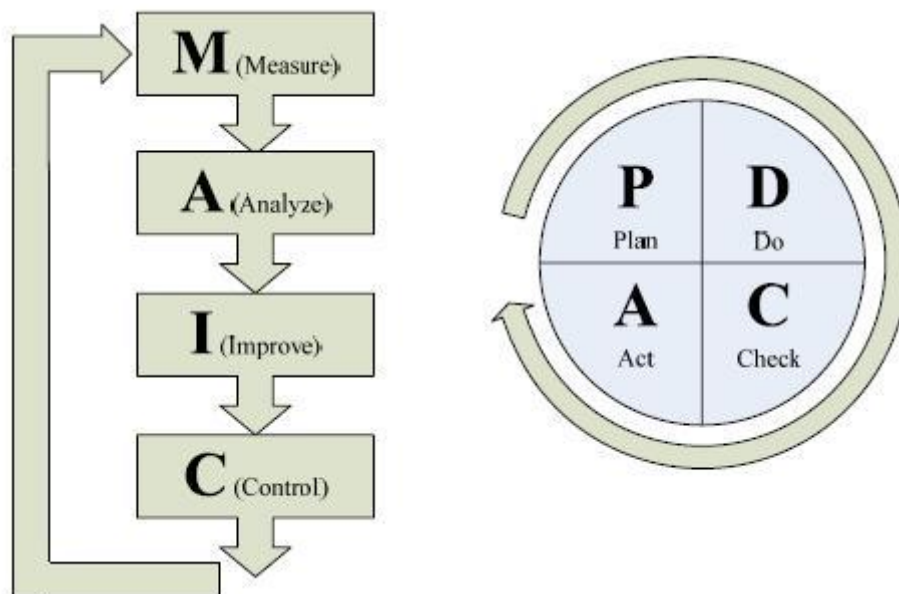 M (Measure)
A (Analyze)
I (Improve)
C (Control)
P
Plan
D
Do
A
Act
C
Check